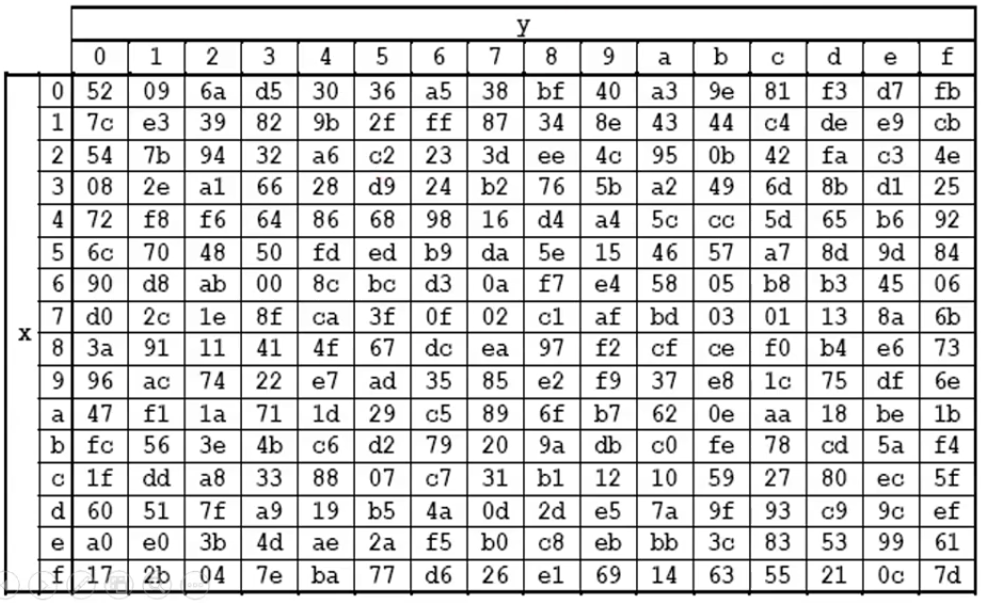 y
0 1 2 3 4 5 6 7 8 9 a b c d e f
0 52 09 6a d5 30 36 a5 38 bf 40 a3 9e 81 f3 d7 fb
1 7c e3 39 82 9b 2f ff 87 34 8e 43 44 c4 de e9 cb
2 54 7b 94 32 a6 c2 23 3d ee 4c 95 0b 42 fa c3 4e
3 08 2e a1 66 28 d9 24 b2 76 5b a2 49 6d 8b d1 25
4 72 f8 f6 64 86 68 98 16 d4 a4 5c cc 5d 65 b6 92
5 6c 70 48 50 fd ed b9 da 5e 15 46 57 a7 8d 9d 84
6 90 d8 ab 00 8c bc d3 0a f7 e4 58 05 b8 b3 45 06
x 7 d0 2c 1e 8f ca 3f 0f 02 c1 af bd 03 01 13 8a 6b
8 3a 91 11 41 4f 67 dc ea 97 f2 cf ce f0 b4 e6 73
9 96 ac 74 22 e7 ad 35 85 e2 f9 37 e8 1c 75 df 6e
a 47 f1 1a 71 1d 29 c5 89 6f b7 62 0e aa 18 be 1b
b fc 56 3e 4b c6 d2 79 20 9a db c0 fe 78 cd 5a f4
c 1f dd a8 33 88 07 c7 31 b1 12 10 59 27 80 ec 5f
d 60 51 7f a9 19 b5 4a 0d 2d e5 7a 9f 93 c9 9c ef
e a0 e0 3b 4d ae 2a f5 b0 c8 eb bb 3c 83 53 99 61
f 17 2b 04 7e ba 77 d6 26 e1 69 14 63 55 21 0c 7d